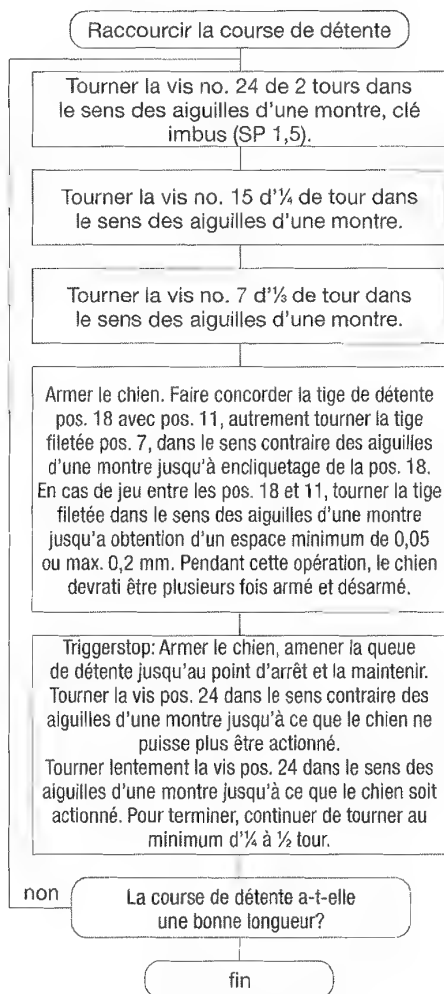 Raccourcir la course de détente
Tourner la vis no. 24 de 2 tours dans
le sens des aiguilles d'une montre, clé
imbus (SP 1,5).
Tourner la vis no. 15 d'¼ de tour dans
le sens des aiguilles d'une montre.
Tourner la vis no. 7 d'⅓ de tour dans
le sens des aiguilles d'une montre.
Armer le chien. Faire concorder la tige de détente
pos. 18 avec pos. 11, autrement tourner la tige
filetée pos. 7, dans le sens contraire des aiguilles
d'une montre jusqu'à encliquetage de la pos. 18.
En cas de jeu entre les pos. 18 et 11, tourner la tige
filetée dans le sens des aiguilles d'une montre
jusqu'a obtention d'un espace minimum de 0,05
ou max. 0,2 mm. Pendant cette opération, le chien
devrati être plusieurs fois armé et désarmé.
Triggerstop: Armer le chien, amener la queue
de détente jusqu'au point d'arrêt et la maintenir.
Tourner la vis pos. 24 dans le sens contraire des
aiguilles d'une montre jusqu'à ce que le chien ne
puisse plus être actionné.
Tourner lentement la vis pos. 24 dans le sens des
aiguilles d'une montre jusqu'à ce que le chien soit
actionné. Pour terminer, continuer de tourner au
minimum d'¼ à ½ tour.
non
La course de détente a-t-elle
une bonne longueur?
fin